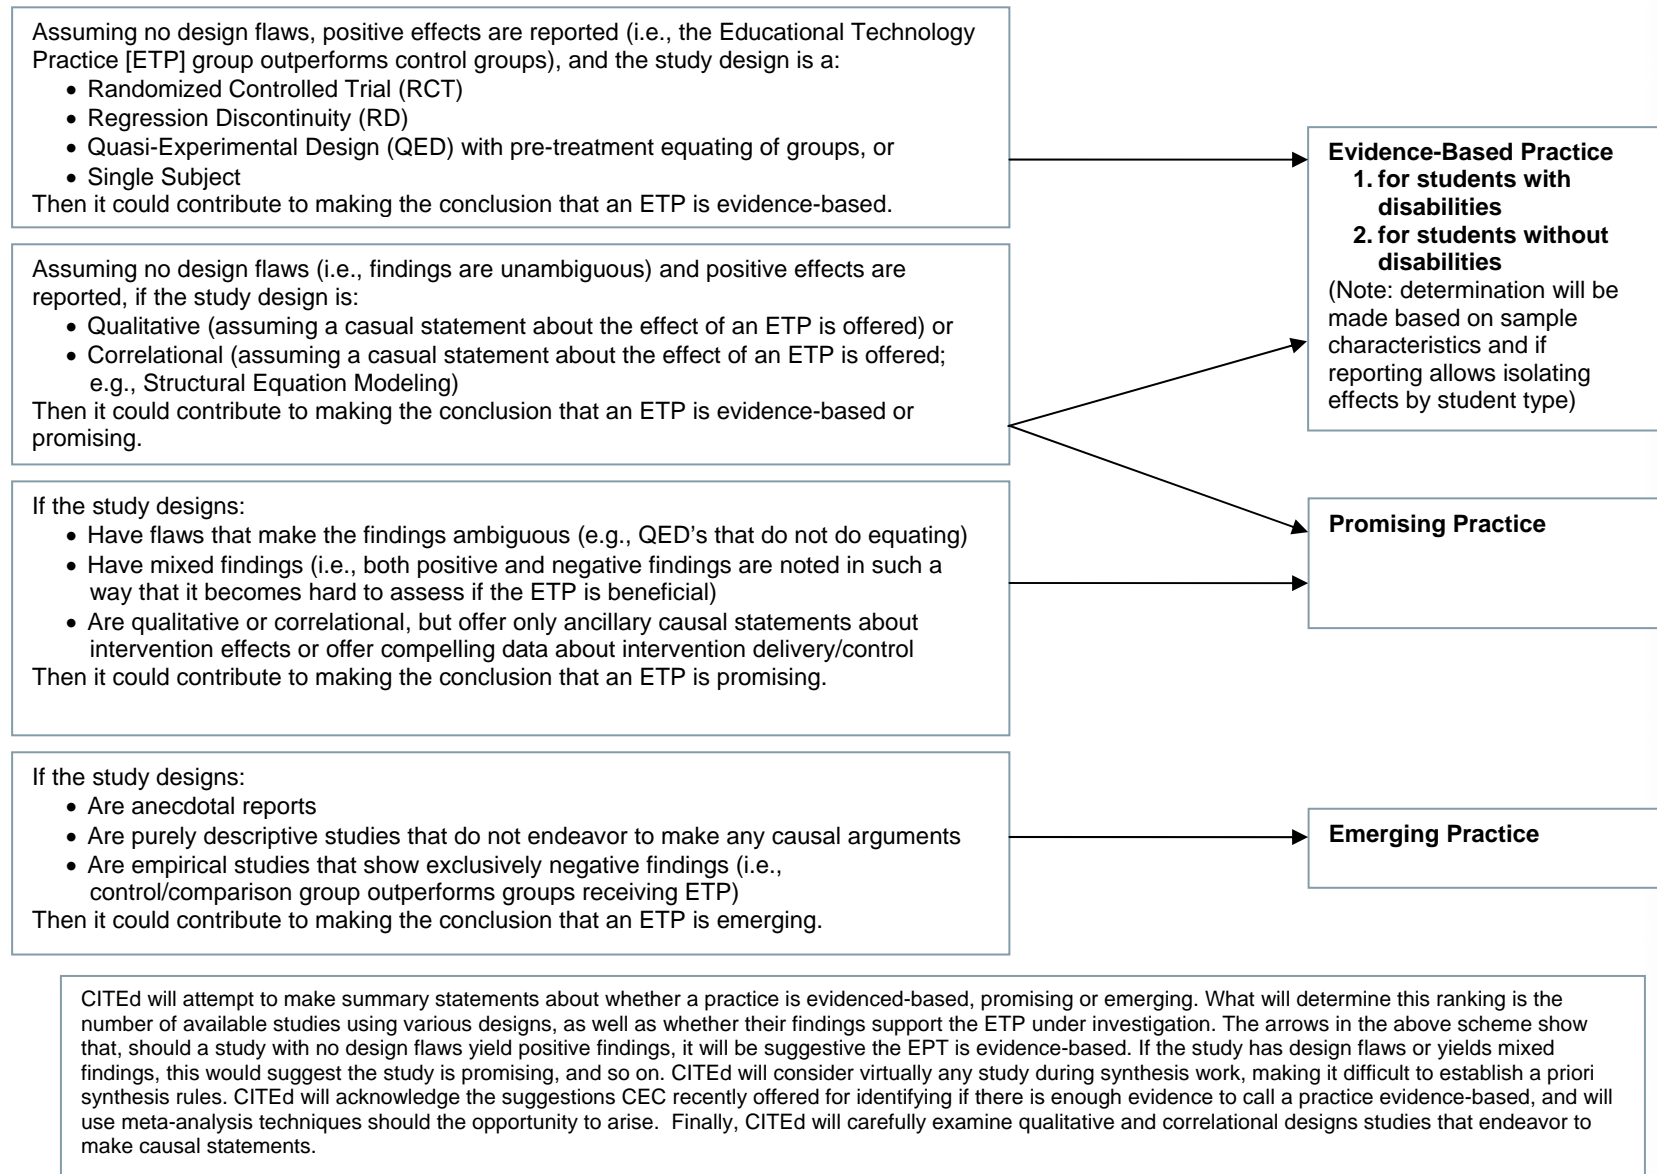 Assuming no design flaws, positive effects are reported (i.e., the Educational Technology
Practice [ETP] group outperforms control groups), and the study design is a:
• Randomized Controlled Trial (RCT)
• Regression Discontinuity (RD)
• Quasi-Experimental Design (QED) with pre-treatment equating of groups, or
• Single Subject
Then it could contribute to making the conclusion that an ETP is evidence-based.
Assuming no design flaws (i.e., findings are unambiguous) and positive effects are
reported, if the study design is:
• Qualitative (assuming a casual statement about the effect of an ETP is offered) or
• Correlational (assuming a casual statement about the effect of an ETP is offered;
e.g., Structural Equation Modeling)
Then it could contribute to making the conclusion that an ETP is evidence-based or
promising.
If the study designs:
• Have flaws that make the findings ambiguous (e.g., QED's that do not do equating)
• Have mixed findings (i.e., both positive and negative findings are noted in such a
way that it becomes hard to assess if the ETP is beneficial)
• Are qualitative or correlational, but offer only ancillary causal statements about
intervention effects or offer compelling data about intervention delivery/control
Then it could contribute to making the conclusion that an ETP is promising.
If the study designs:
• Are anecdotal reports
• Are purely descriptive studies that do not endeavor to make any causal arguments
• Are empirical studies that show exclusively negative findings (i.e.,
control/comparison group outperforms groups receiving ETP)
Then it could contribute to making the conclusion that an ETP is emerging.
Evidence-Based Practice
1. for students with
disabilities
2. for students without
disabilities
(Note: determination will be
made based on sample
characteristics and if
reporting allows isolating
effects by student type)
Promising Practice
Emerging Practice
CITEd will attempt to make summary statements about whether a practice is evidenced-based, promising or emerging. What will determine this ranking is the
number of available studies using various designs, as well as whether their findings support the ETP under investigation. The arrows in the above scheme show
that, should a study with no design flaws yield positive findings, it will be suggestive the EPT is evidence-based. If the study has design flaws or yields mixed
findings, this would suggest the study is promising, and so on. CITEd will consider virtually any study during synthesis work, making it difficult to establish a priori
synthesis rules. CITEd will acknowledge the suggestions CEC recently offered for identifying if there is enough evidence to call a practice evidence-based, and will
use meta-analysis techniques should the opportunity to arise.  Finally, CITEd will carefully examine qualitative and correlational designs studies that endeavor to
make causal statements.